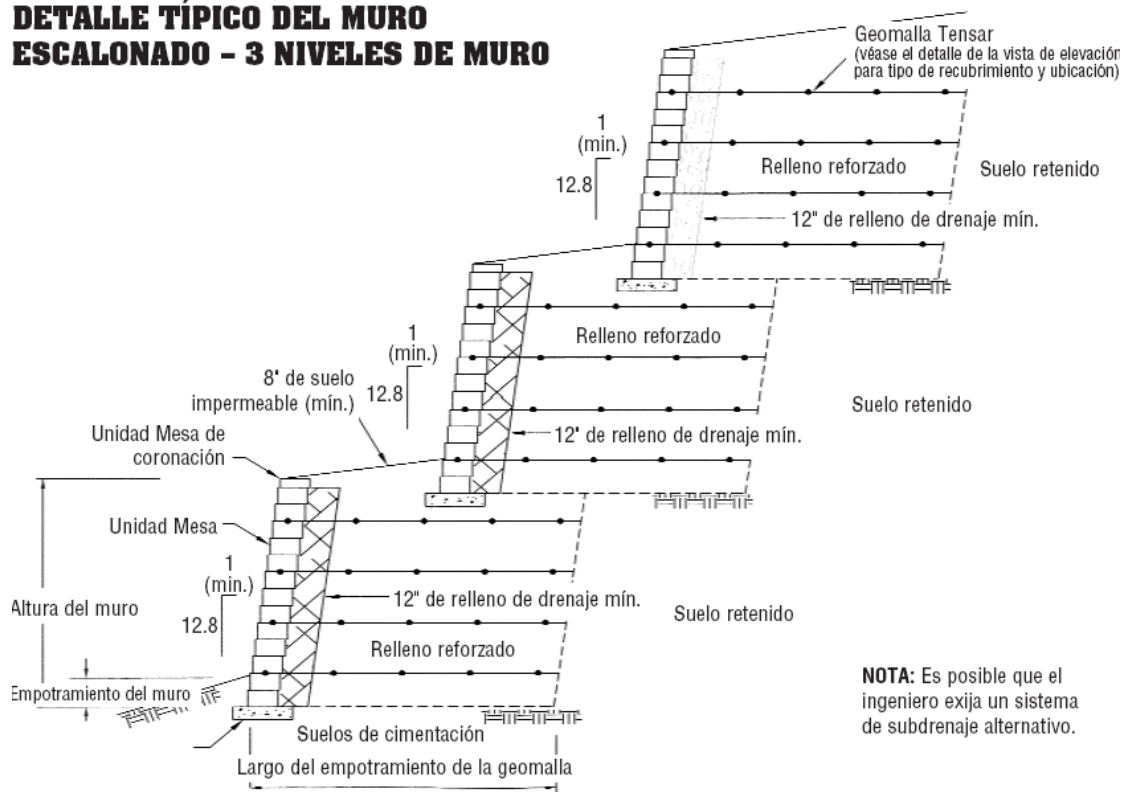 DETALLE TÍPICO DEL MURO
ESCALONADO – 3 NIVELES DE MURO
Geomalla Tensar
(véase el detalle de la vista de elevación
para tipo de recubrimiento y ubicación)
1
(min.)
12.8
Relleno reforzado
Suelo retenido
12" de relleno de drenaje mín.
1
(min.)
12.8
Relleno reforzado
8" de suelo
impermeable (mín.)
Suelo retenido
12" de relleno de drenaje mín.
Unidad Mesa de
coronación
Unidad Mesa
1
(min.)
12.8
Altura del muro
12" de relleno de drenaje mín.
Suelo retenido
Relleno reforzado
Empotramiento del muro
NOTA: Es posible que el
ingeniero exija un sistema
de subdrenaje alternativo.
Suelos de cimentación
Largo del empotramiento de la geomalla